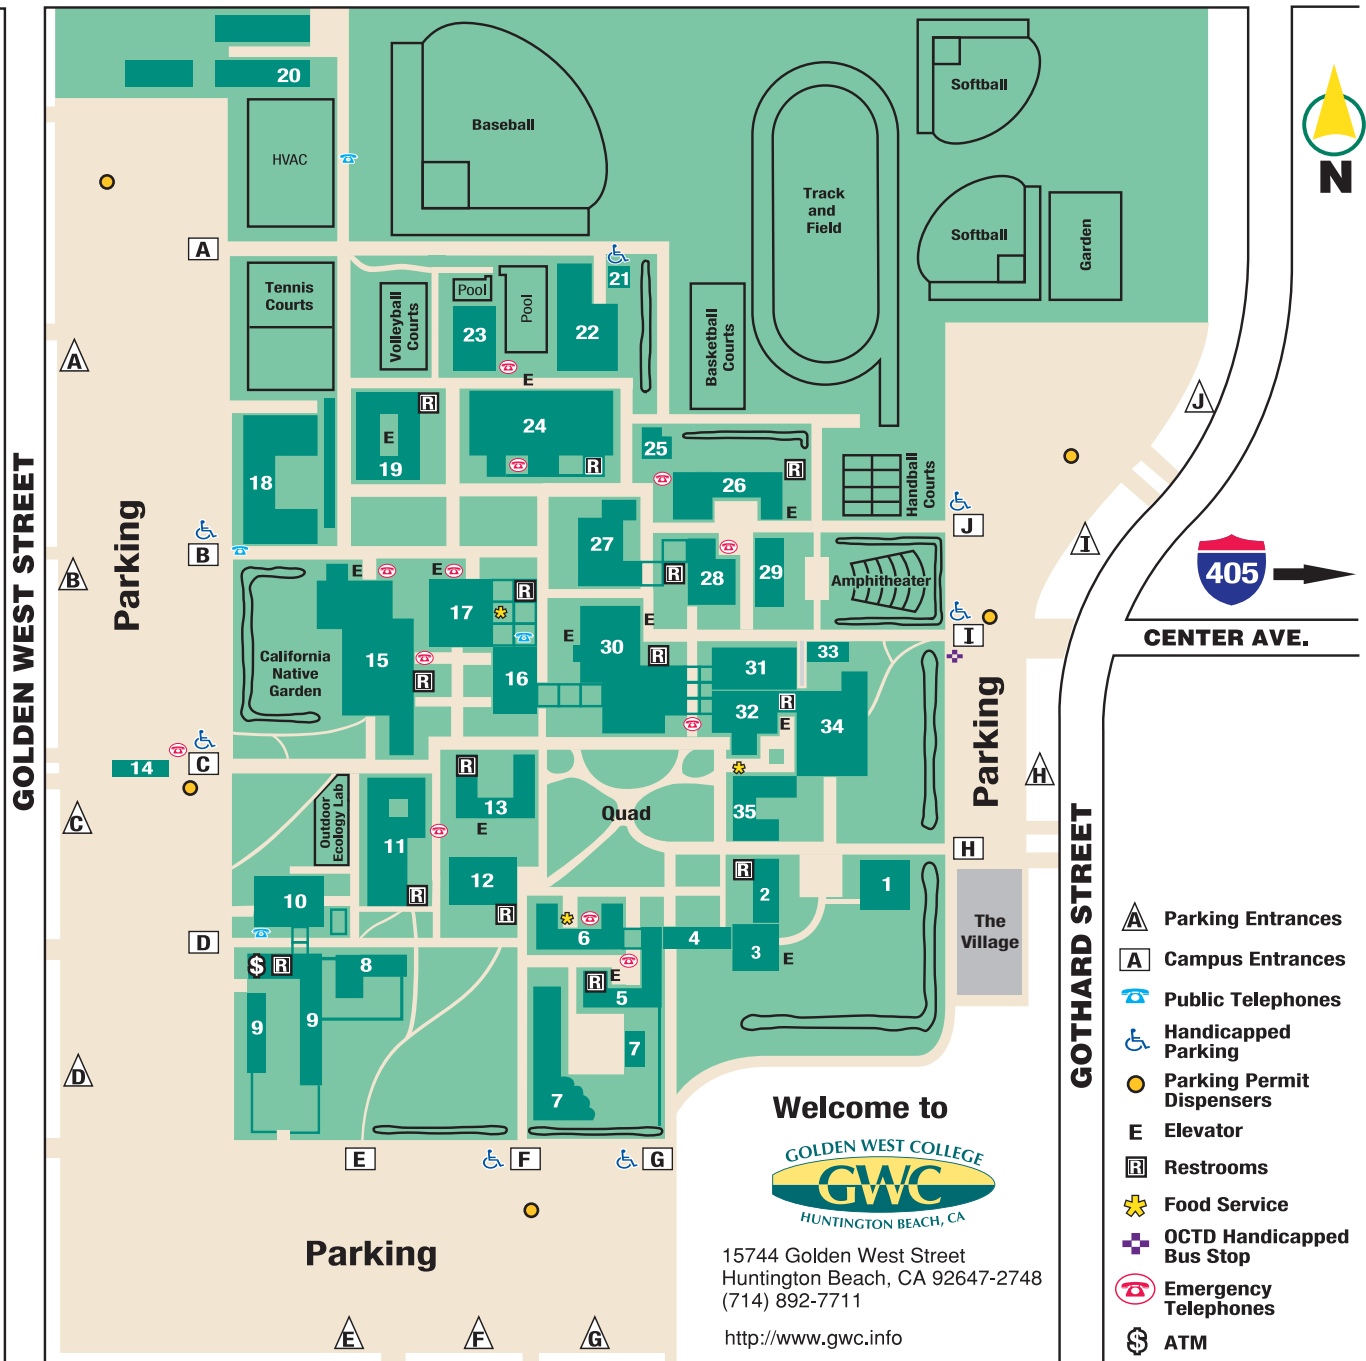 20
Baseball
Softball
HVAC
N
Track
and
Field
Softball
Garden
A
21
Tennis
Courts
Pool
Pool
Volleyball
Courts
23
22
Basketball
Courts
A
E
J
R
24
E
19
R
25
18
R
26
Handball
Courts
E
J
Parking
B
27
I
GOLDEN WEST STREET
B
E
E
R
28
29
Amphitheater
405
17
R
E
I
CENTER AVE.
California
Native
Garden
15
R
16
E
30
R
31
33
32
R
E
34
Parking
C
14
R
H
Outdoor
Ecology Lab
13
E
Quad
35
C
11
H
12
R
2
1
10
R
R
The
Village
D
6
4
3
E
$
R
8
R
E
5
9
9
7
D
7
GOTHARD STREET
E
F
G
Parking
E
F
G
Welcome to
GOLDEN WEST COLLEGE
GWC
HUNTINGTON BEACH, CA
15744 Golden West Street
Huntington Beach, CA 92647-2748
(714) 892-7711
http://www.gwc.info
A Parking Entrances
A Campus Entrances
Public Telephones
Handicapped
Parking
Parking Permit
Dispensers
E Elevator
R Restrooms
Food Service
OCTD Handicapped
Bus Stop
Emergency
Telephones
$ ATM